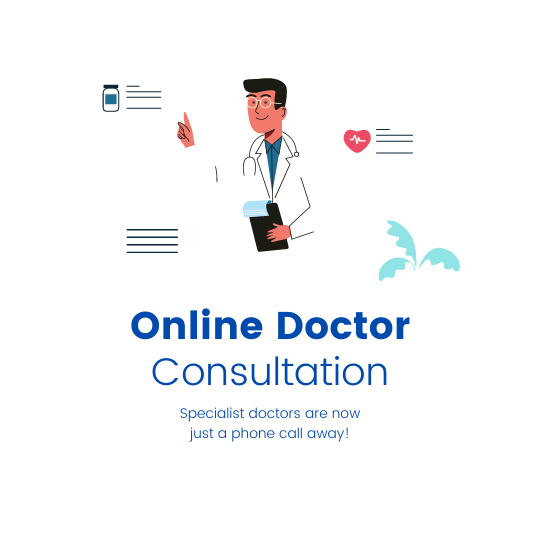 Online Doctor
Consultation
Specialist doctors are now
just a phone call away!